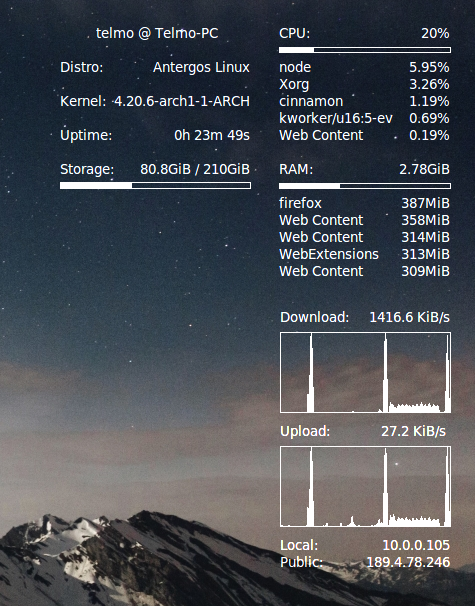 telmo @ Telmo-PC
Distro: Antergos Linux
Kernel: 4.20.6-arch1-1-ARCH
Uptime: 0h 23m 49s
Storage: 80.8GiB / 210GiB
CPU: 20%
node 5.95%
Xorg 3.26%
cinnamon 1.19%
kworker/u16:5-ev 0.69%
Web Content 0.19%
RAM: 2.78GiB
firefox 387MiB
Web Content 358MiB
Web Content 314MiB
WebExtensions 313MiB
Web Content 309MiB
Download: 1416.6 KiB/s
Upload: 27.2 KiB/s
Local: 10.0.0.105
Public: 189.4.78.246